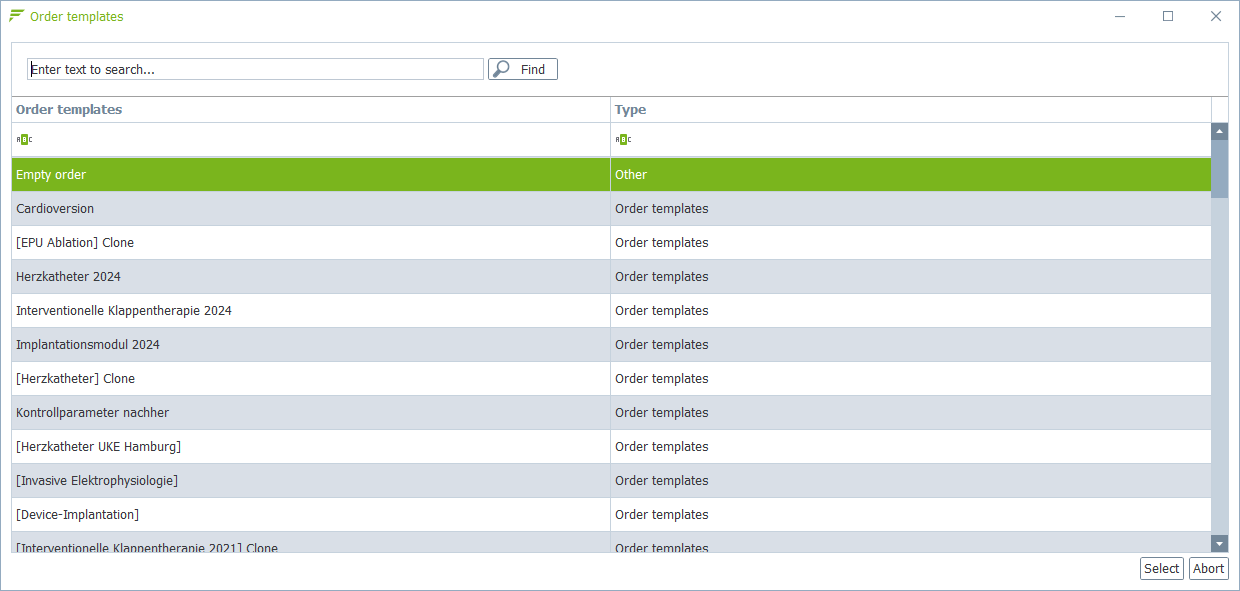 Order templates
Enter text to search...
Find
Order templates Type
ABC ABC
Empty order Other
Cardioversion Order templates
[EPU Ablation] Clone Order templates
Herzkatheter 2024 Order templates
Interventionelle Klappentherapie 2024 Order templates
Implantationsmodul 2024 Order templates
[Herzkatheter] Clone Order templates
Kontrollparameter nachher Order templates
[Herzkatheter UKE Hamburg] Order templates
[Invasive Elektrophysiologie] Order templates
[Device-Implantation] Order templates
[Interventionelle Klappentherapie 2021] Clone Order templates
Select Abort